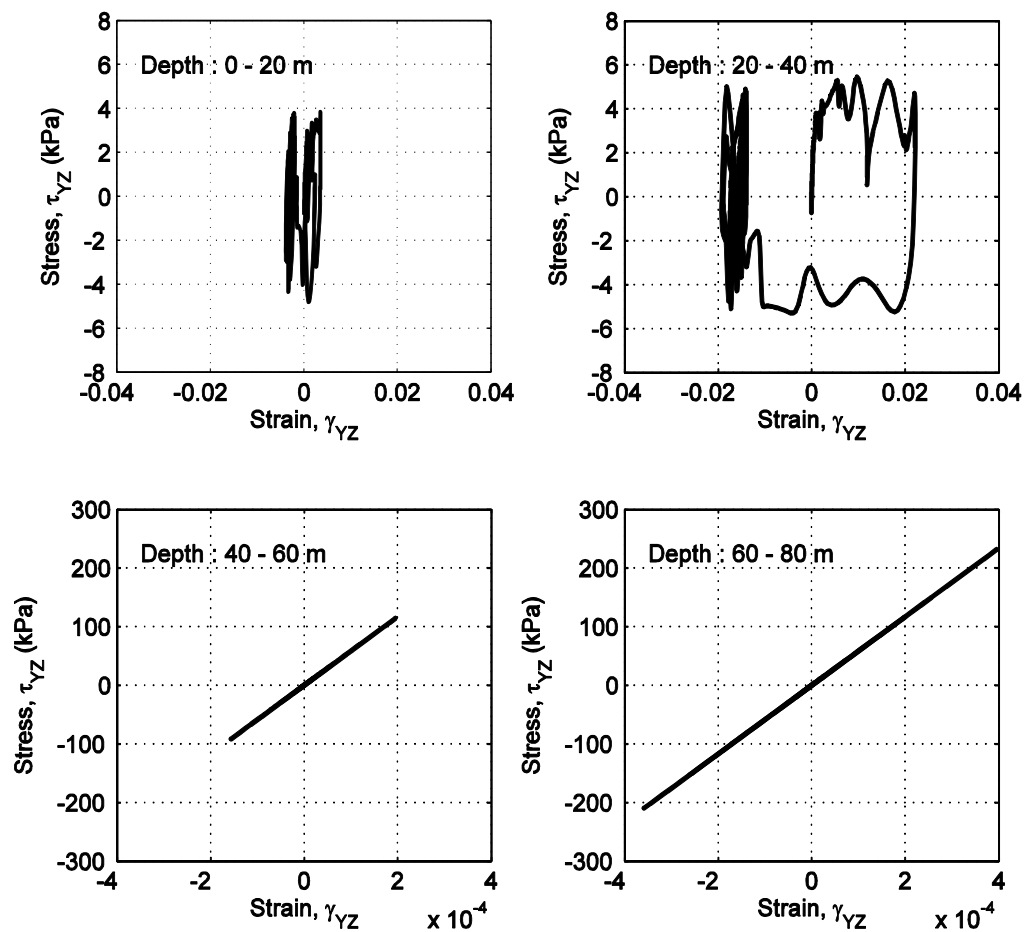 8
6
4
2
0
-2
-4
-6
-8
Stress, τYZ (kPa)
Depth : 0 - 20 m
-0.04 -0.02 0 0.02 0.04
Strain, γYZ
8
6
4
2
0
-2
-4
-6
-8
Stress, τYZ (kPa)
Depth : 20 - 40 m
-0.04 -0.02 0 0.02 0.04
Strain, γYZ
300
200
100
0
-100
-200
-300
Stress, τYZ (kPa)
Depth : 40 - 60 m
-4 -2 0 2 4
Strain, γYZ
x 10-4
300
200
100
0
-100
-200
-300
Stress, τYZ (kPa)
Depth : 60 - 80 m
-4 -2 0 2 4
Strain, γYZ
x 10-4